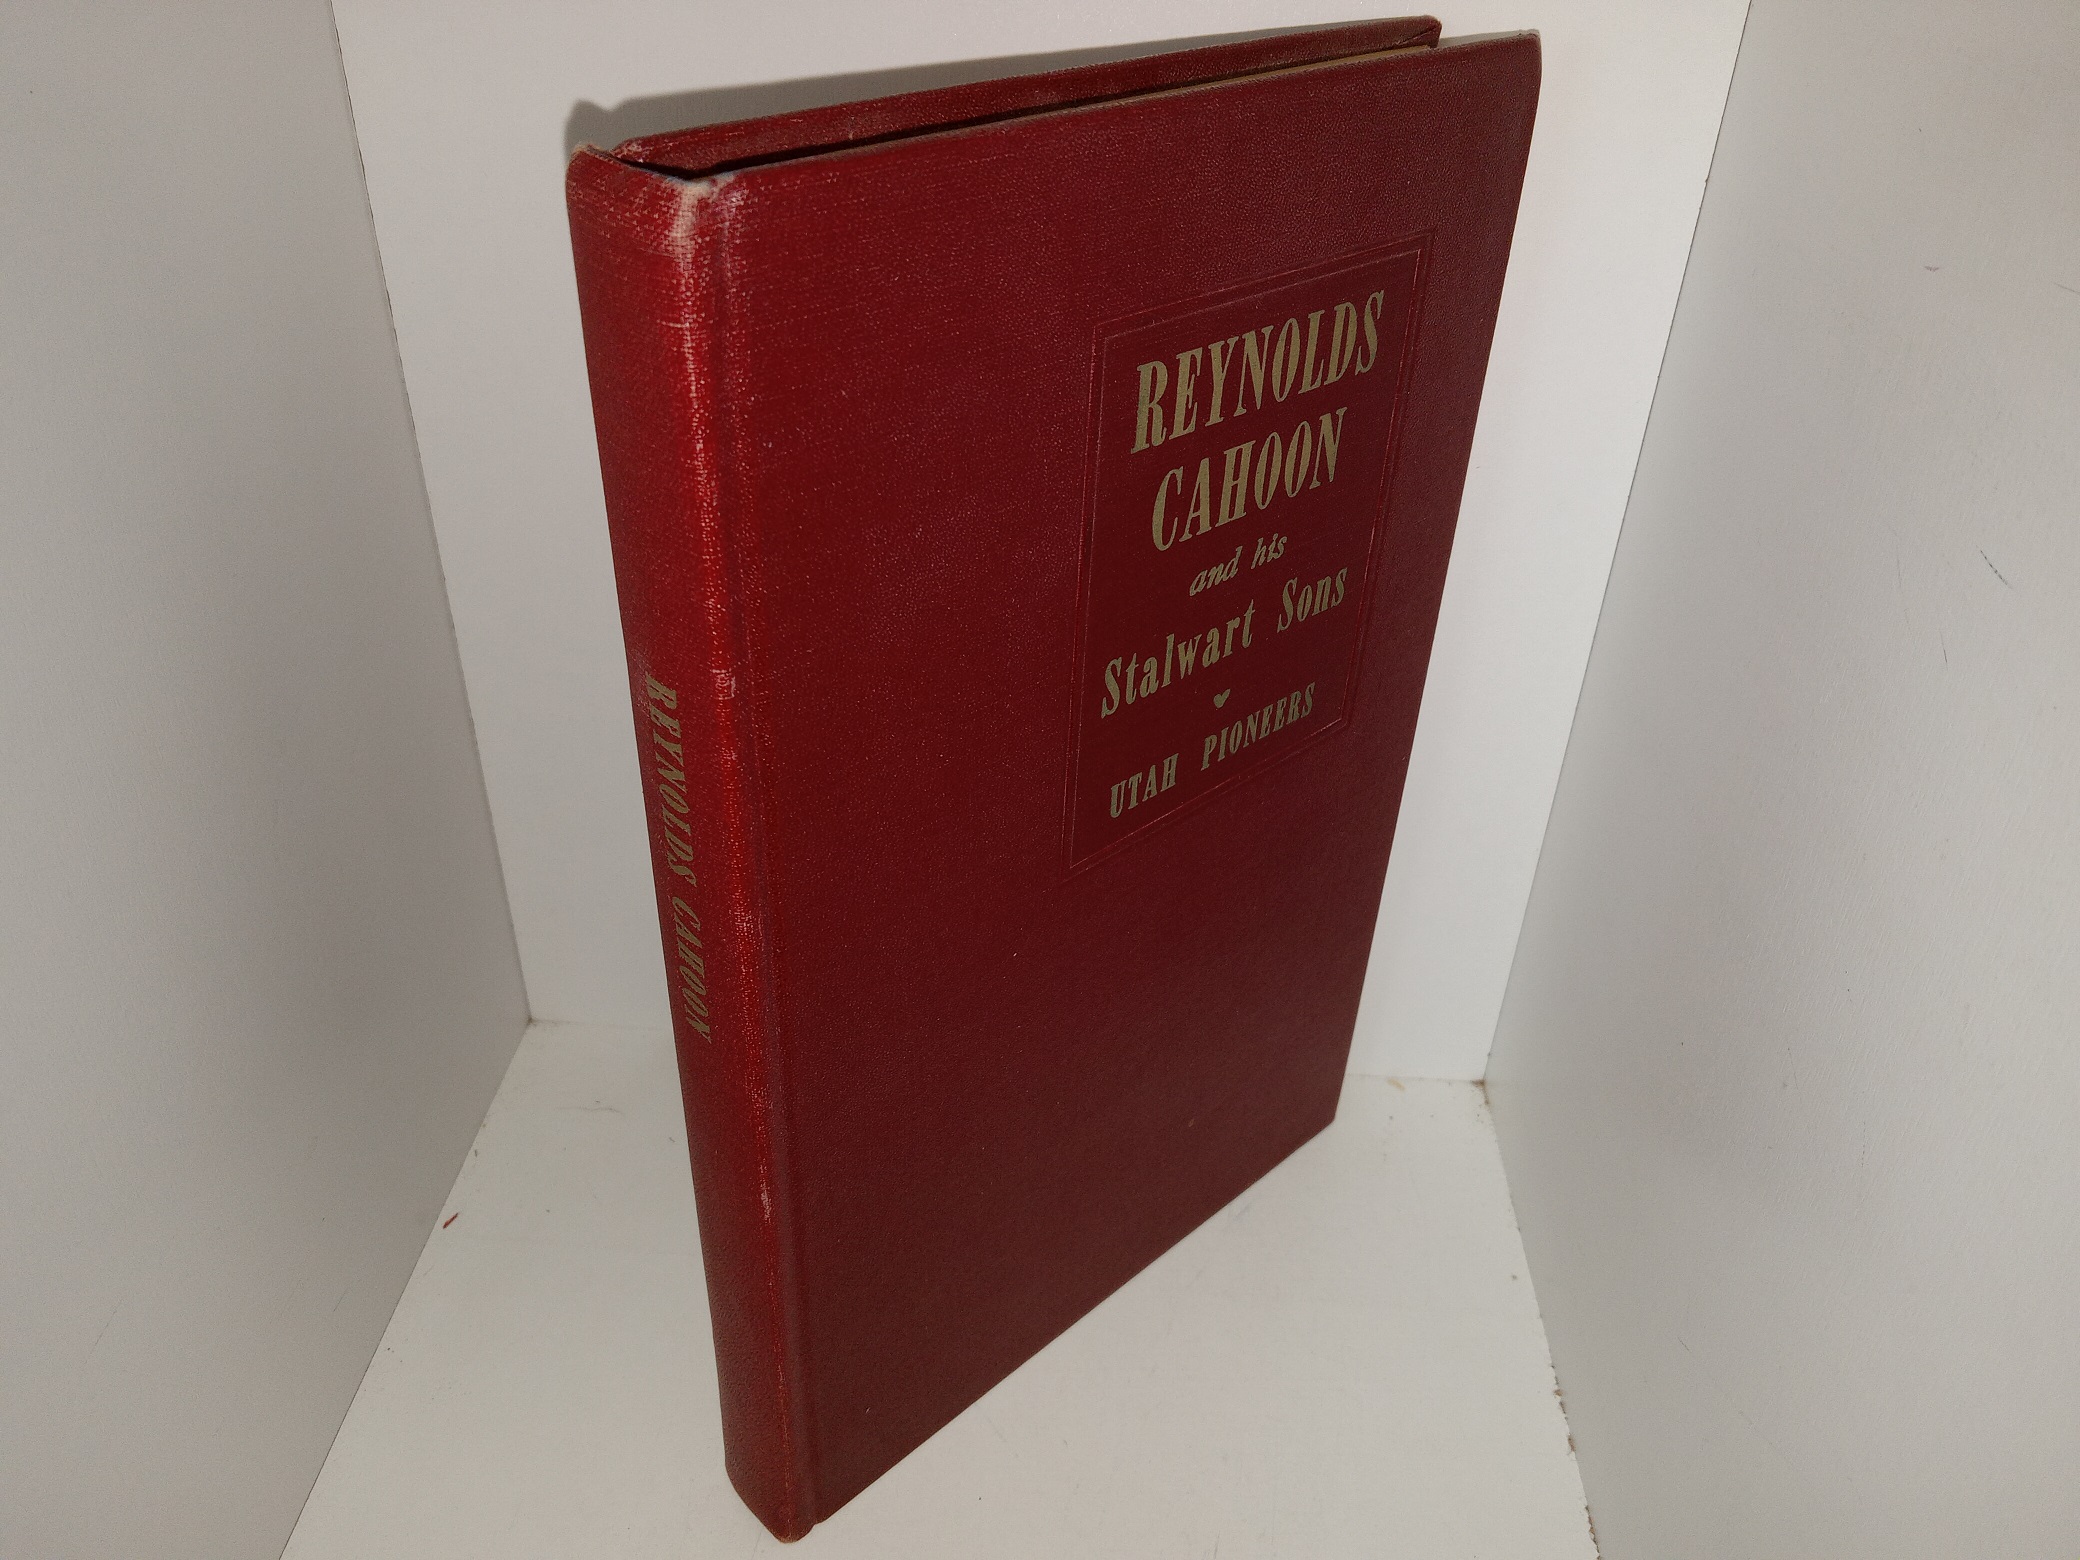 REYNOLDS
CAHOON
and his
Stalwart Sons
UTAH PIONEERS
REYNOLDS CAHOON